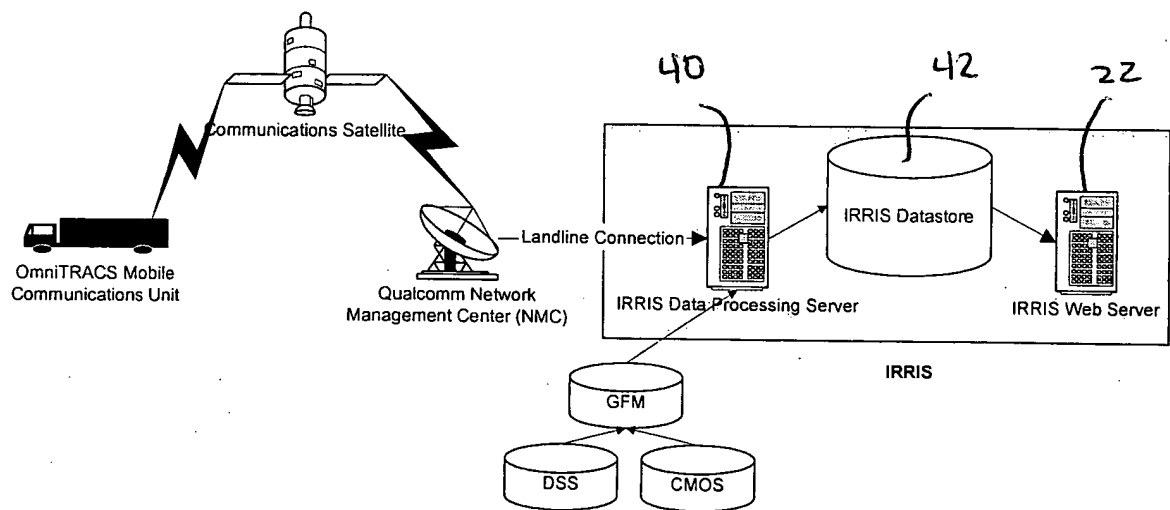 40
42
22
Communications Satellite
IRRIS Datastore
Landline Connection
OmniTRACS Mobile
Communications Unit
Qualcomm Network
Management Center (NMC)
IRRIS Data Processing Server
IRRIS Web Server
IRRIS
GFM
DSS
CMOS